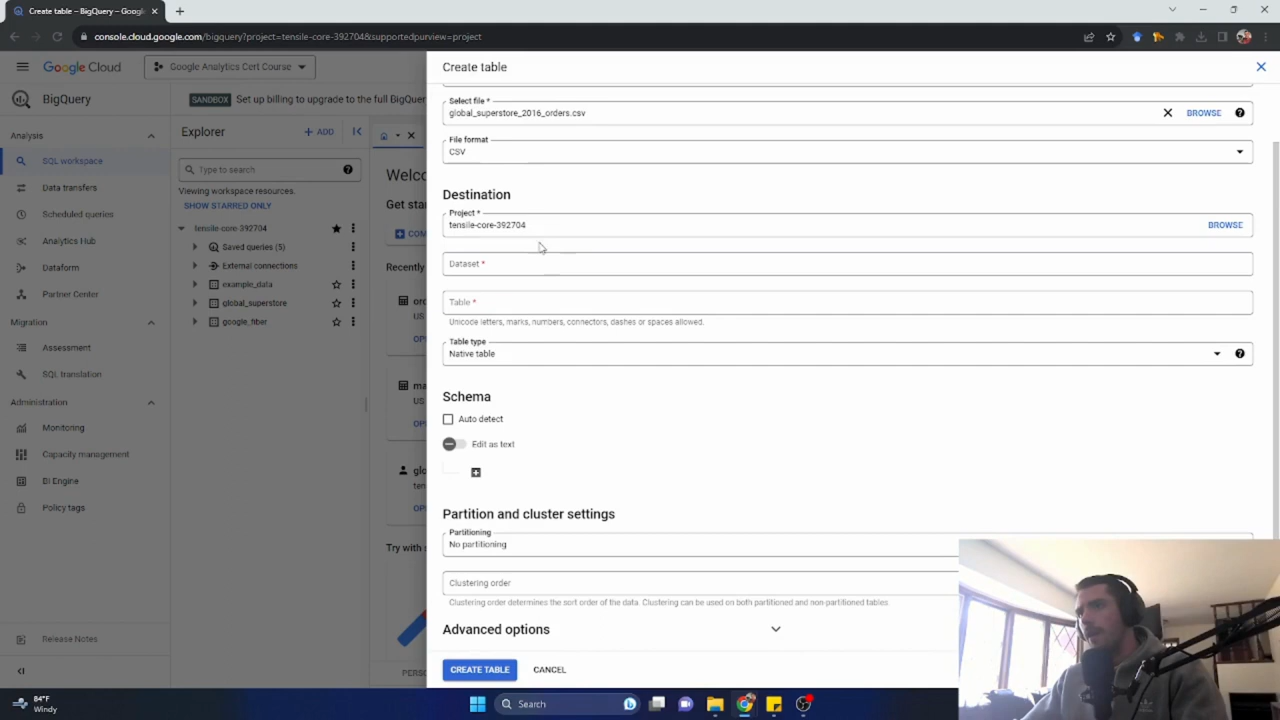 Create table – BigQuery – Google
console.cloud.google.com/bigquery?project=tensile-core-392704&supportedpurview=project
Google Cloud
Google Analytics Cert Course
BigQuery
SANDBOX Set up billing to upgrade to the full BigQuer
Analysis
SQL workspace
Data transfers
Scheduled queries
Analytics Hub
Dataform
Partner Center
Migration
Assessment
SQL translation
Administration
Monitoring
Capacity management
BI Engine
Policy tags
Release Notes
Explorer
+ ADD
Type to search
Viewing workspace resources.
SHOW STARRED ONLY
tensile-core-392704
Saved queries (5)
External connections
example_data
global_superstore
google_fiber
Welco
Get star
COM
Recently
ord
US
OPE
ma
US
OPE
glo
ten
OPE
Try with
PERSO
Create table
Select file *
global_superstore_2016_orders.csv
BROWSE
File format
CSV
Destination
Project *
tensile-core-392704
BROWSE
Dataset *
Table *
Unicode letters, marks, numbers, connectors, dashes or spaces allowed.
Table type
Native table
Schema
Auto detect
Edit as text
Partition and cluster settings
Partitioning
No partitioning
Clustering order
Clustering order determines the sort order of the data. Clustering can be used on both partitioned and non-partitioned tables.
Advanced options
CREATE TABLE
CANCEL
84°F
Windy
Search